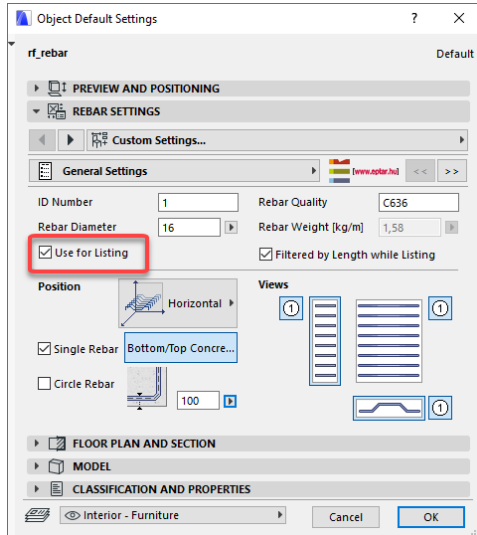 Object Default Settings ? ×
rf_rebar
Default
PREVIEW AND POSITIONING
REBAR SETTINGS
Custom Settings...
General Settings [www.eptar.hu] << >>
ID Number 1 Rebar Quality C636
Rebar Diameter 16 Rebar Weight [kg/m] 1,58
Use for Listing Filtered by Length while Listing
Position Views
Horizontal 1 1
Single Rebar Bottom/Top Concre...
Circle Rebar 100 1
FLOOR PLAN AND SECTION
MODEL
CLASSIFICATION AND PROPERTIES
Interior - Furniture Cancel OK